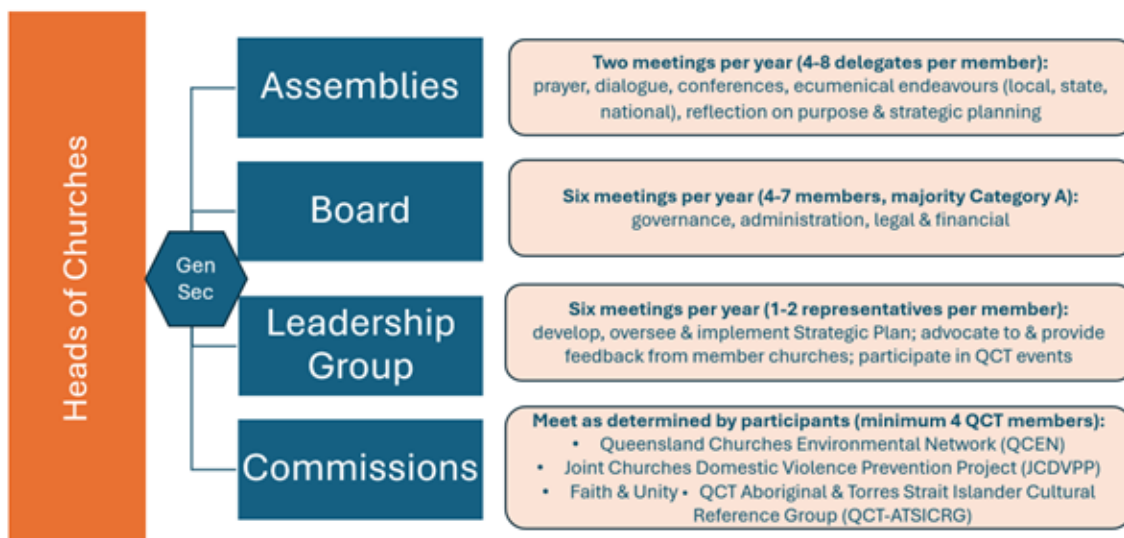 Heads of Churches
Gen
Sec
Assemblies
Two meetings per year (4-8 delegates per member):
prayer, dialogue, conferences, ecumenical endeavours (local, state,
national), reflection on purpose & strategic planning
Board
Six meetings per year (4-7 members, majority Category A):
governance, administration, legal & financial
Leadership
Group
Six meetings per year (1-2 representatives per member):
develop, oversee & implement Strategic Plan; advocate to & provide
feedback from member churches; participate in QCT events
Commissions
Meet as determined by participants (minimum 4 QCT members):
• Queensland Churches Environmental Network (QCEN)
• Joint Churches Domestic Violence Prevention Project (JCDVPP)
• Faith & Unity • QCT Aboriginal & Torres Strait Islander Cultural
Reference Group (QCT-ATSICRG)